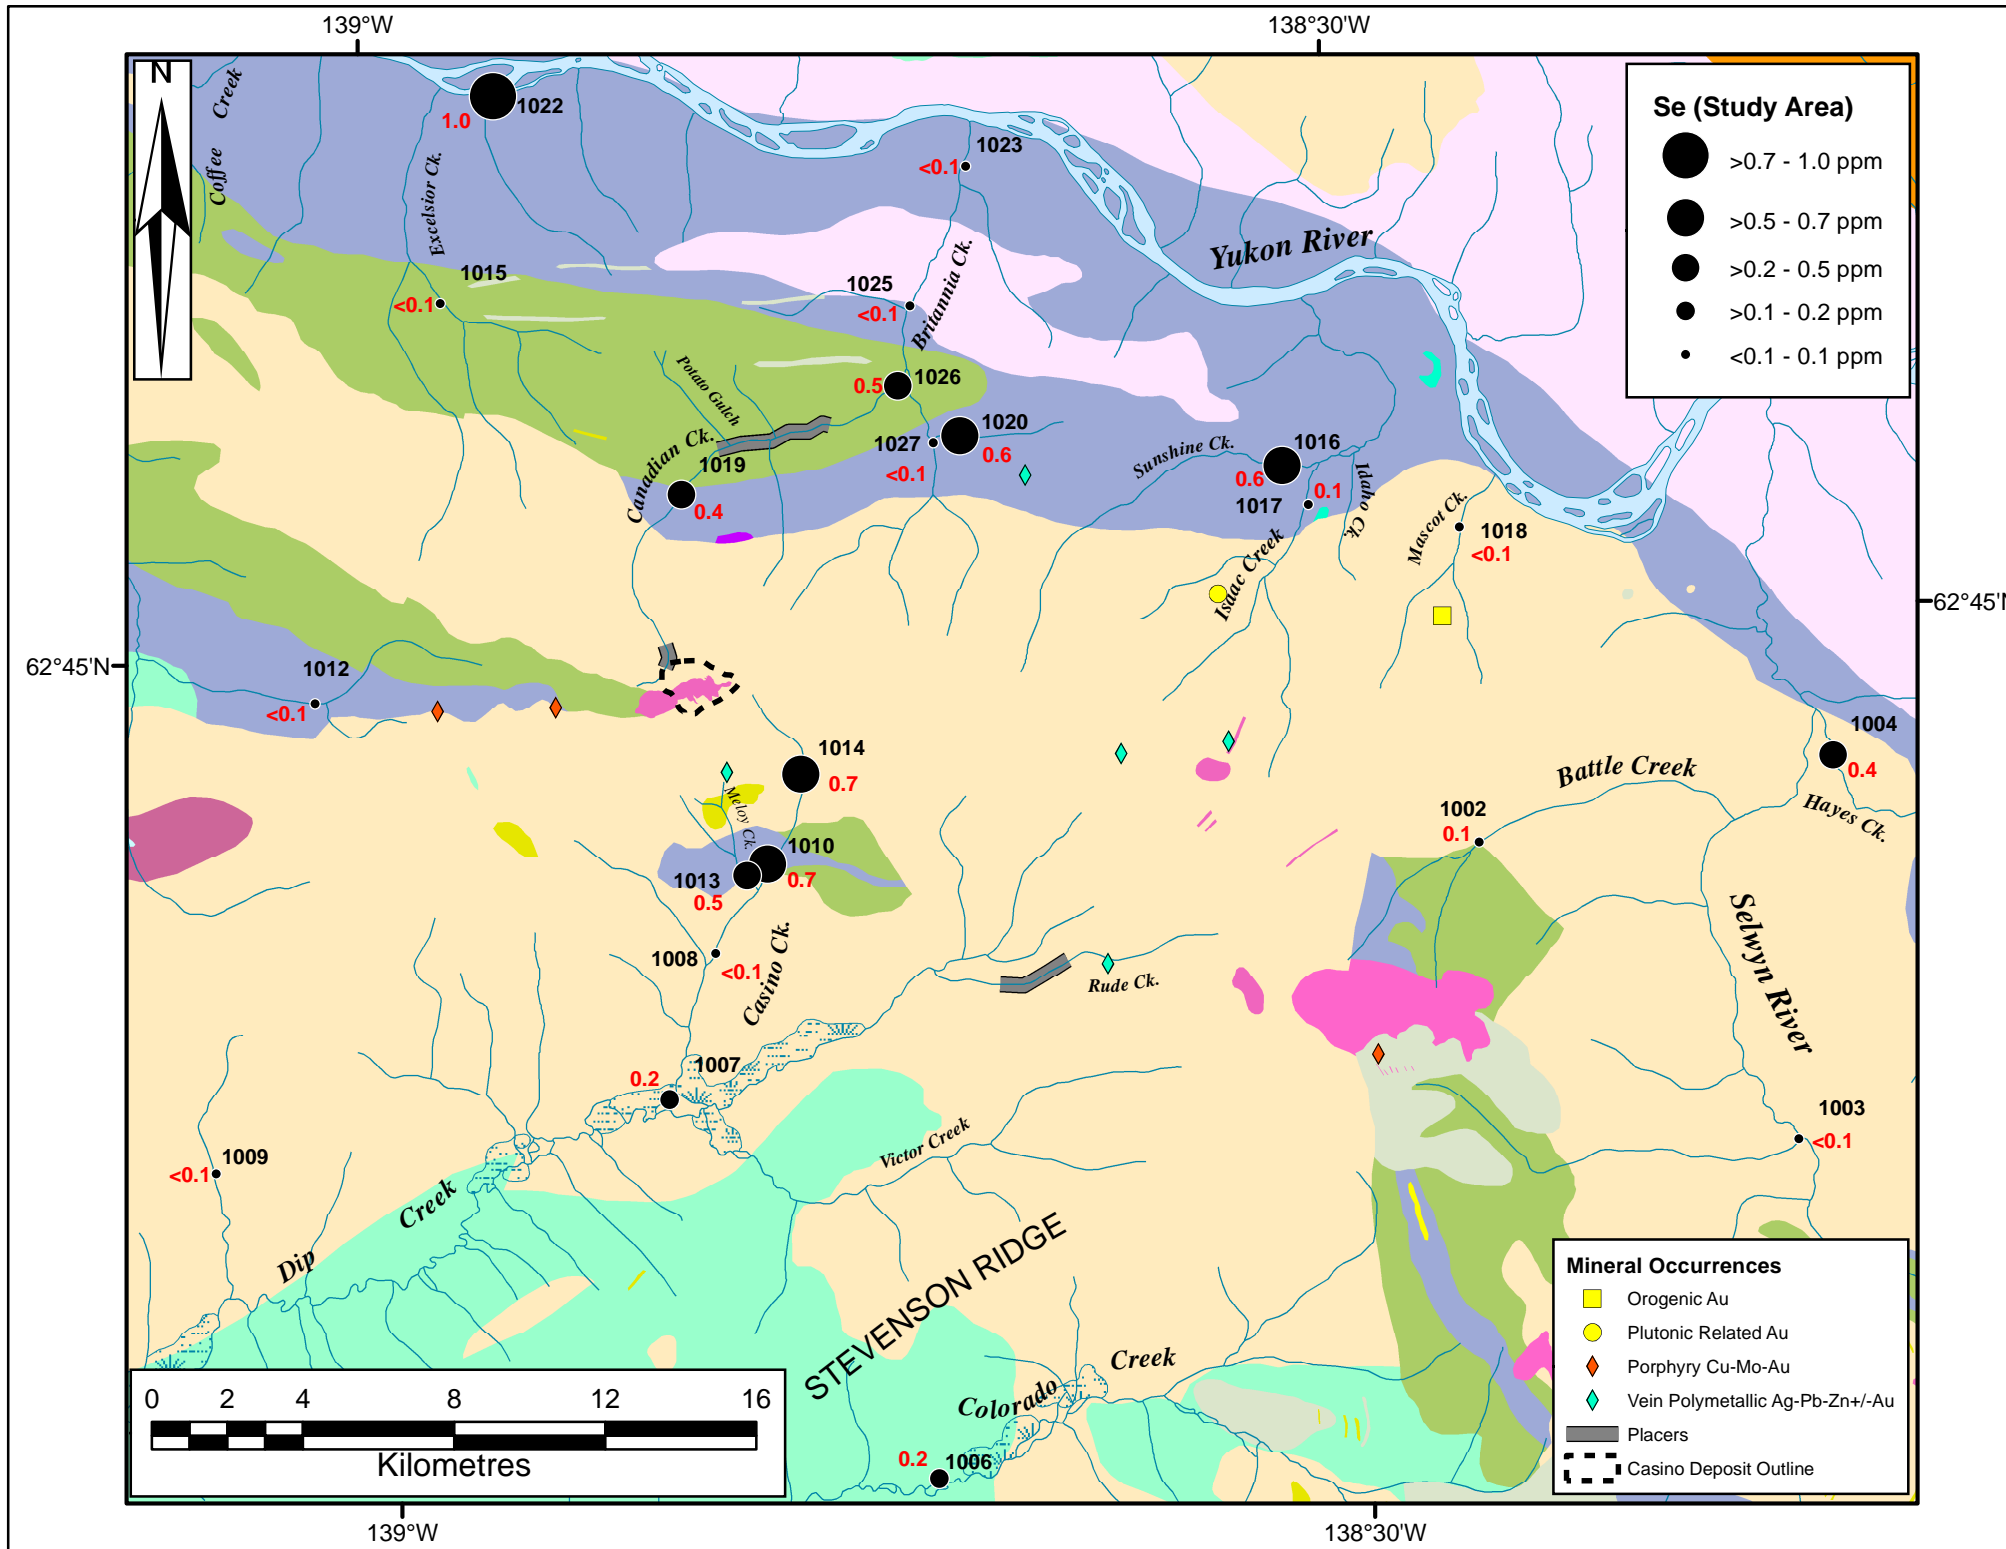 139°W
138°30'W
N
Se (Study Area)
>0.7 - 1.0 ppm
>0.5 - 0.7 ppm
>0.2 - 0.5 ppm
>0.1 - 0.2 ppm
<0.1 - 0.1 ppm
Coffee Creek
1022
1.0
Excelsior Ck.
1023
<0.1
Yukon River
1015
<0.1
1025
<0.1
Britannia Ck.
Potato Gulch
1026
0.5
1020
0.6
1027
<0.1
Canadian Ck.
1019
0.4
Sunshine Ck.
1016
0.6
1017
0.1
Idaho Ck.
Isaac Creek
Mascot Ck.
1018
<0.1
62°45'N
62°45'N
1012
<0.1
1014
0.7
Meloy Ck.
1010
0.7
1013
0.5
1004
0.4
Battle Creek
Hayes Ck.
1002
0.1
Selwyn River
1008
<0.1
Casino Ck.
Rude Ck.
1007
0.2
1003
<0.1
1009
<0.1
Victor Creek
Dip Creek
STEVENSON RIDGE
Colorado Creek
1006
0.2
Mineral Occurrences
Orogenic Au
Plutonic Related Au
Porphyry Cu-Mo-Au
Vein Polymetallic Ag-Pb-Zn+/-Au
Placers
Casino Deposit Outline
0 2 4 8 12 16
Kilometres
139°W
138°30'W